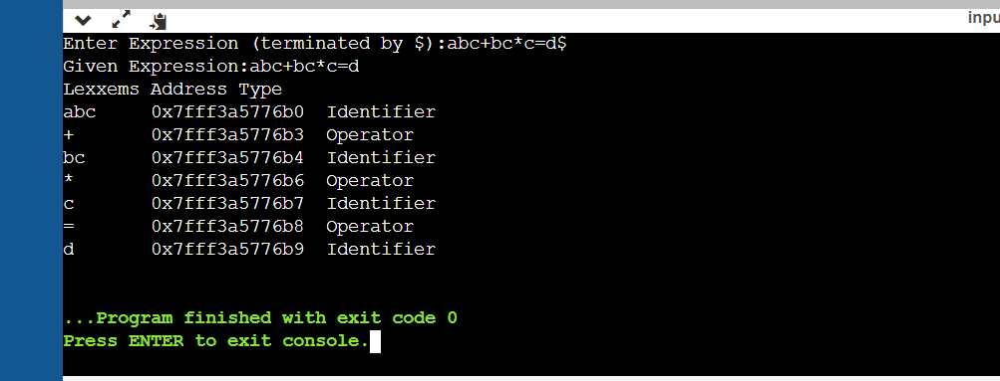 inpu
Enter Expression (terminated by $):abc+bc*c=d$
Given Expression:abc+bc*c=d
Lexxems Address Type
abc     0x7fff3a5776b0  Identifier
+       0x7fff3a5776b3  Operator
bc      0x7fff3a5776b4  Identifier
*       0x7fff3a5776b6  Operator
c       0x7fff3a5776b7  Identifier
=       0x7fff3a5776b8  Operator
d       0x7fff3a5776b9  Identifier
...Program finished with exit code 0
Press ENTER to exit console.